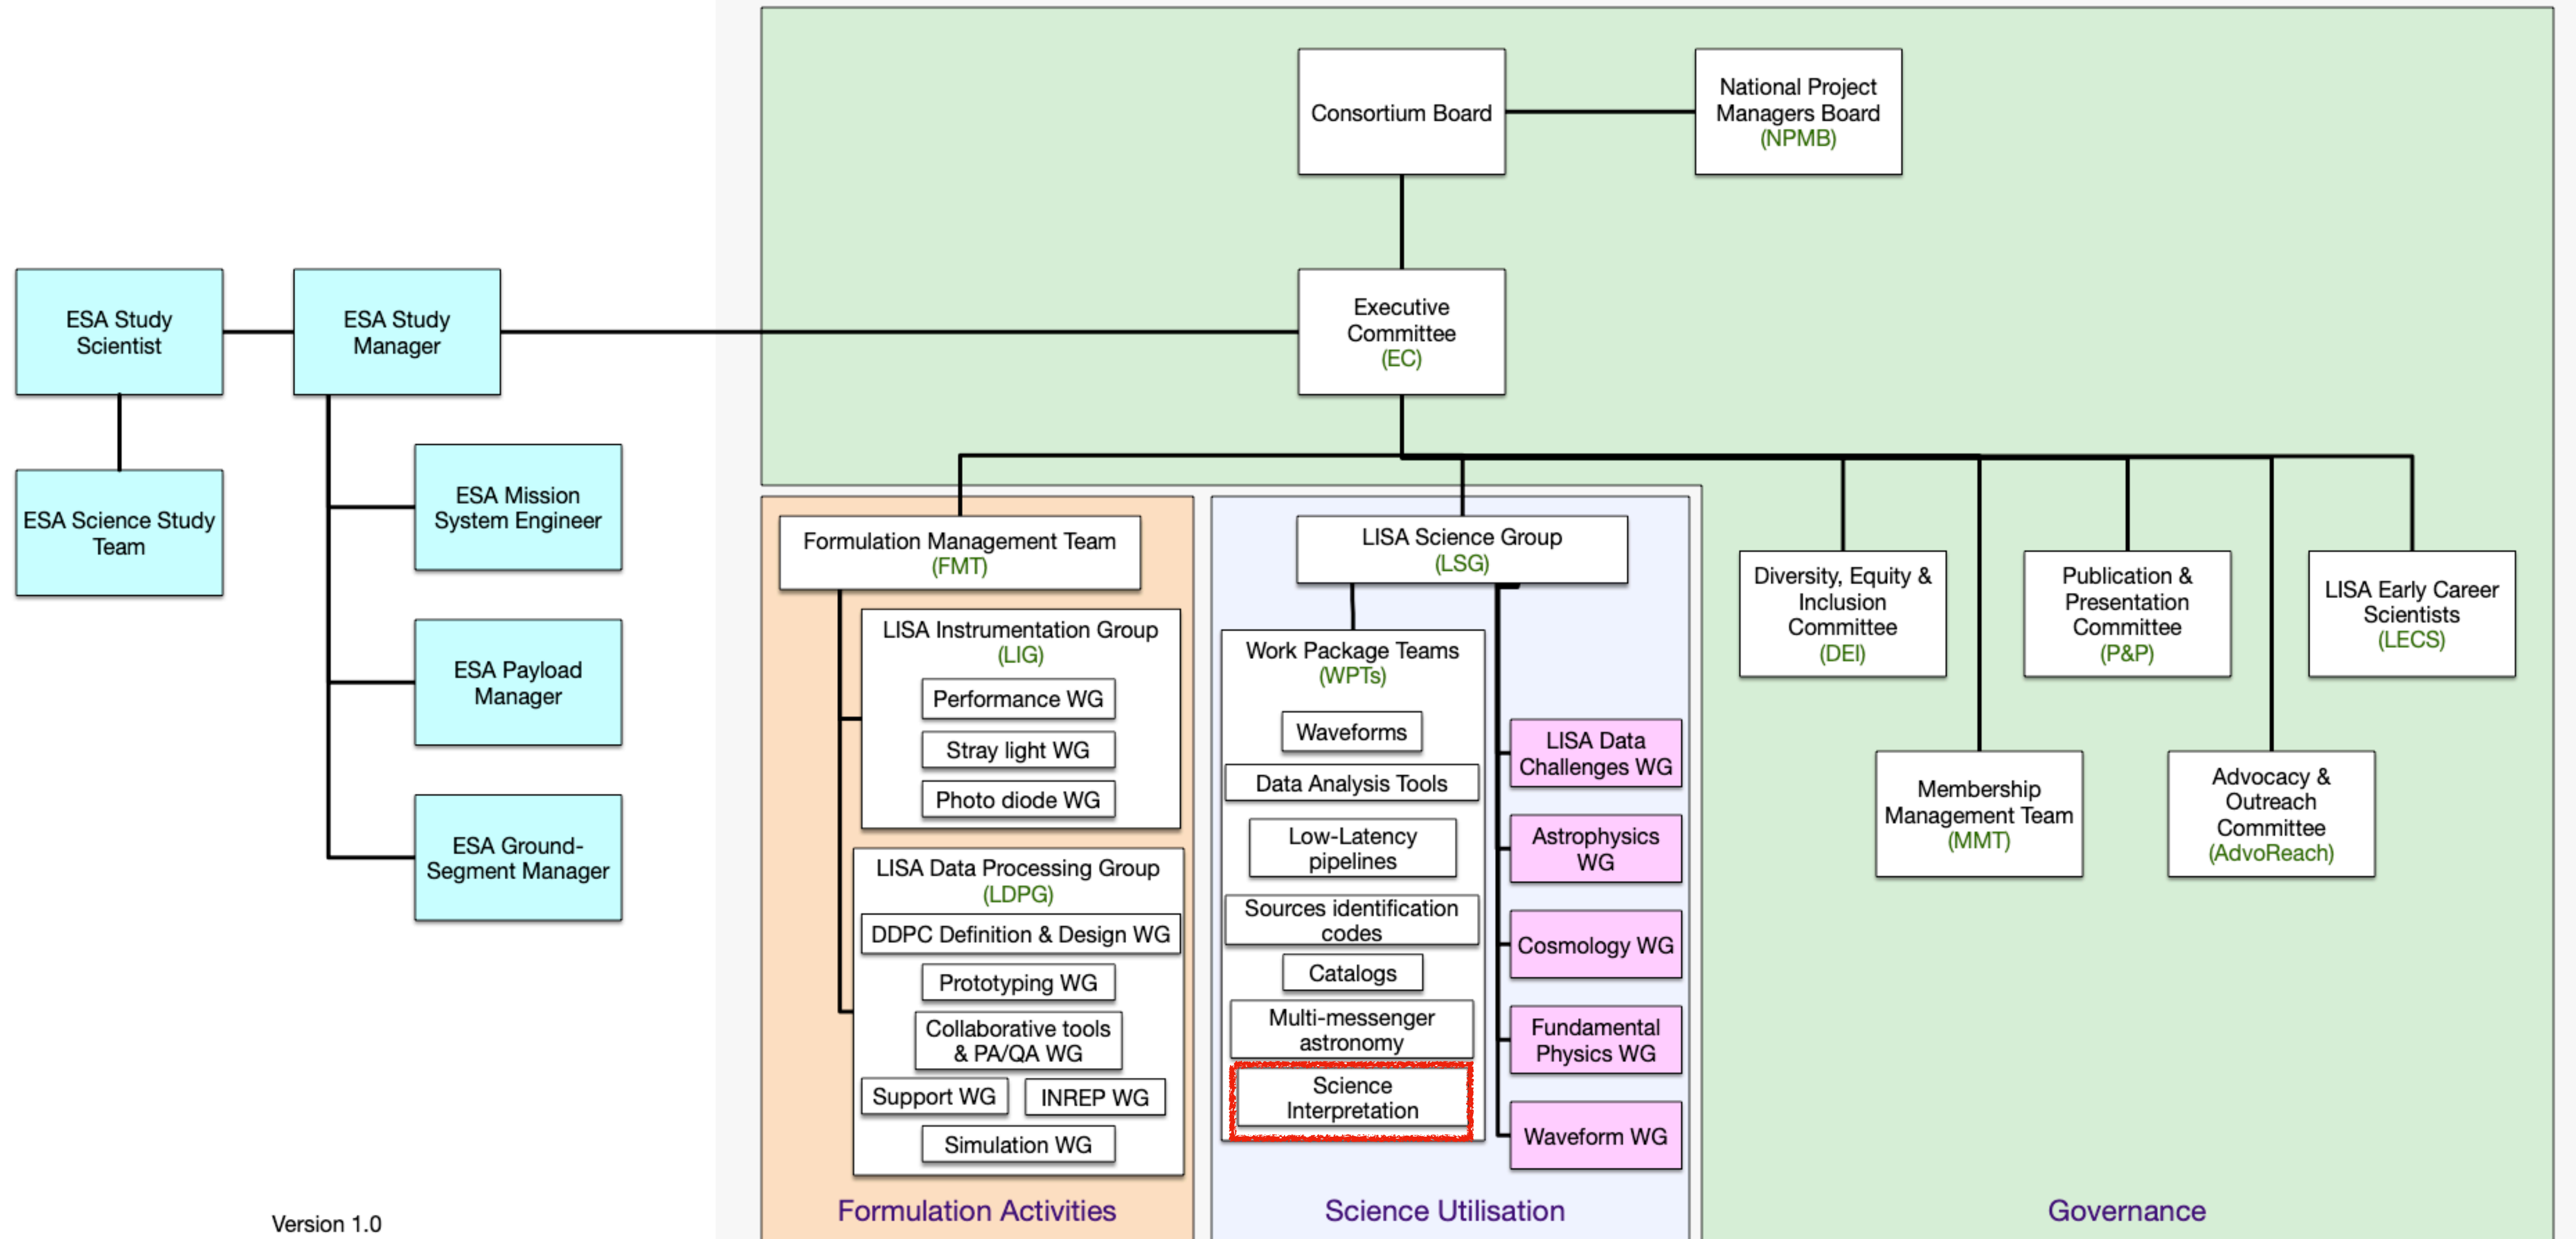 Consortium Board
National Project
Managers Board
(NPMB)
ESA Study
Scientist
ESA Study
Manager
Executive
Committee
(EC)
ESA Science Study
Team
ESA Mission
System Engineer
ESA Payload
Manager
ESA Ground-
Segment Manager
Formulation Management Team
(FMT)
LISA Instrumentation Group
(LIG)
Performance WG
Stray light WG
Photo diode WG
LISA Data Processing Group
(LDPG)
DDPC Definition & Design WG
Prototyping WG
Collaborative tools
& PA/QA WG
Support WG
INREP WG
Simulation WG
Formulation Activities
LISA Science Group
(LSG)
Work Package Teams
(WPTs)
Waveforms
Data Analysis Tools
Low-Latency
pipelines
Sources identification
codes
Catalogs
Multi-messenger
astronomy
Science
Interpretation
LISA Data
Challenges WG
Astrophysics
WG
Cosmology WG
Fundamental
Physics WG
Waveform WG
Science Utilisation
Diversity, Equity &
Inclusion
Committee
(DEI)
Publication &
Presentation
Committee
(P&P)
LISA Early Career
Scientists
(LECS)
Membership
Management Team
(MMT)
Advocacy &
Outreach
Committee
(AdvoReach)
Governance
Version 1.0